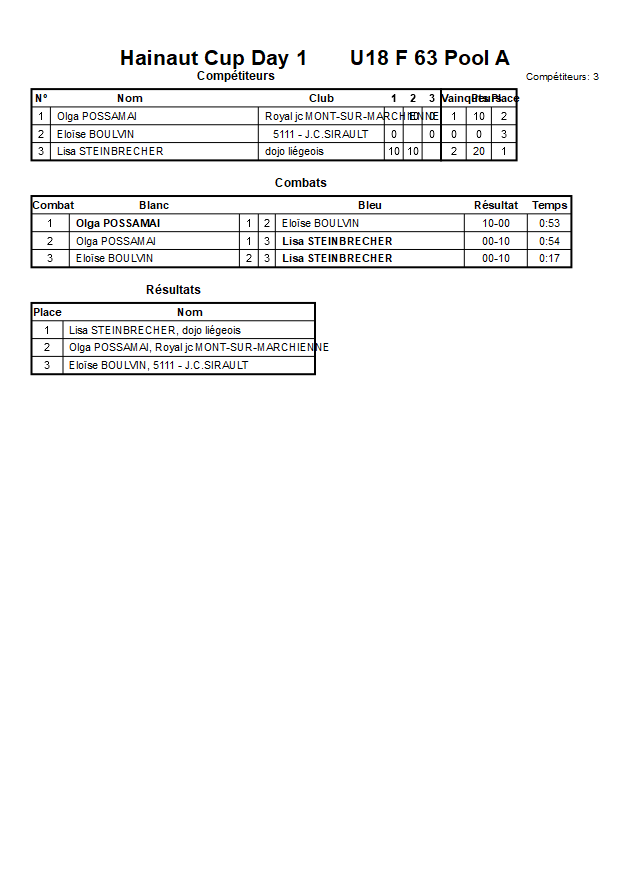 Hainaut Cup Day 1 U18 F 63 Pool A
Compétiteurs Compétiteurs: 3
N° Nom Club 1 2 3 Vainqueurs Place
1 Olga POSSAMAI Royal jc MONT-SUR-MARCHIENNE 10 0 1 10 2
2 Eloïse BOULVIN 5111 - J.C.SIRAULT 0 0 0 0 3
3 Lisa STEINBRECHER dojo liégeois 10 10 2 20 1
Combats
Combat Blanc Bleu Résultat Temps
1 Olga POSSAMAI 1 2 Eloïse BOULVIN 10-00 0:53
2 Olga POSSAMAI 1 3 Lisa STEINBRECHER 00-10 0:54
3 Eloïse BOULVIN 2 3 Lisa STEINBRECHER 00-10 0:17
Résultats
Place Nom
1 Lisa STEINBRECHER, dojo liégeois
2 Olga POSSAMAI, Royal jc MONT-SUR-MARCHIENNE
3 Eloïse BOULVIN, 5111 - J.C.SIRAULT